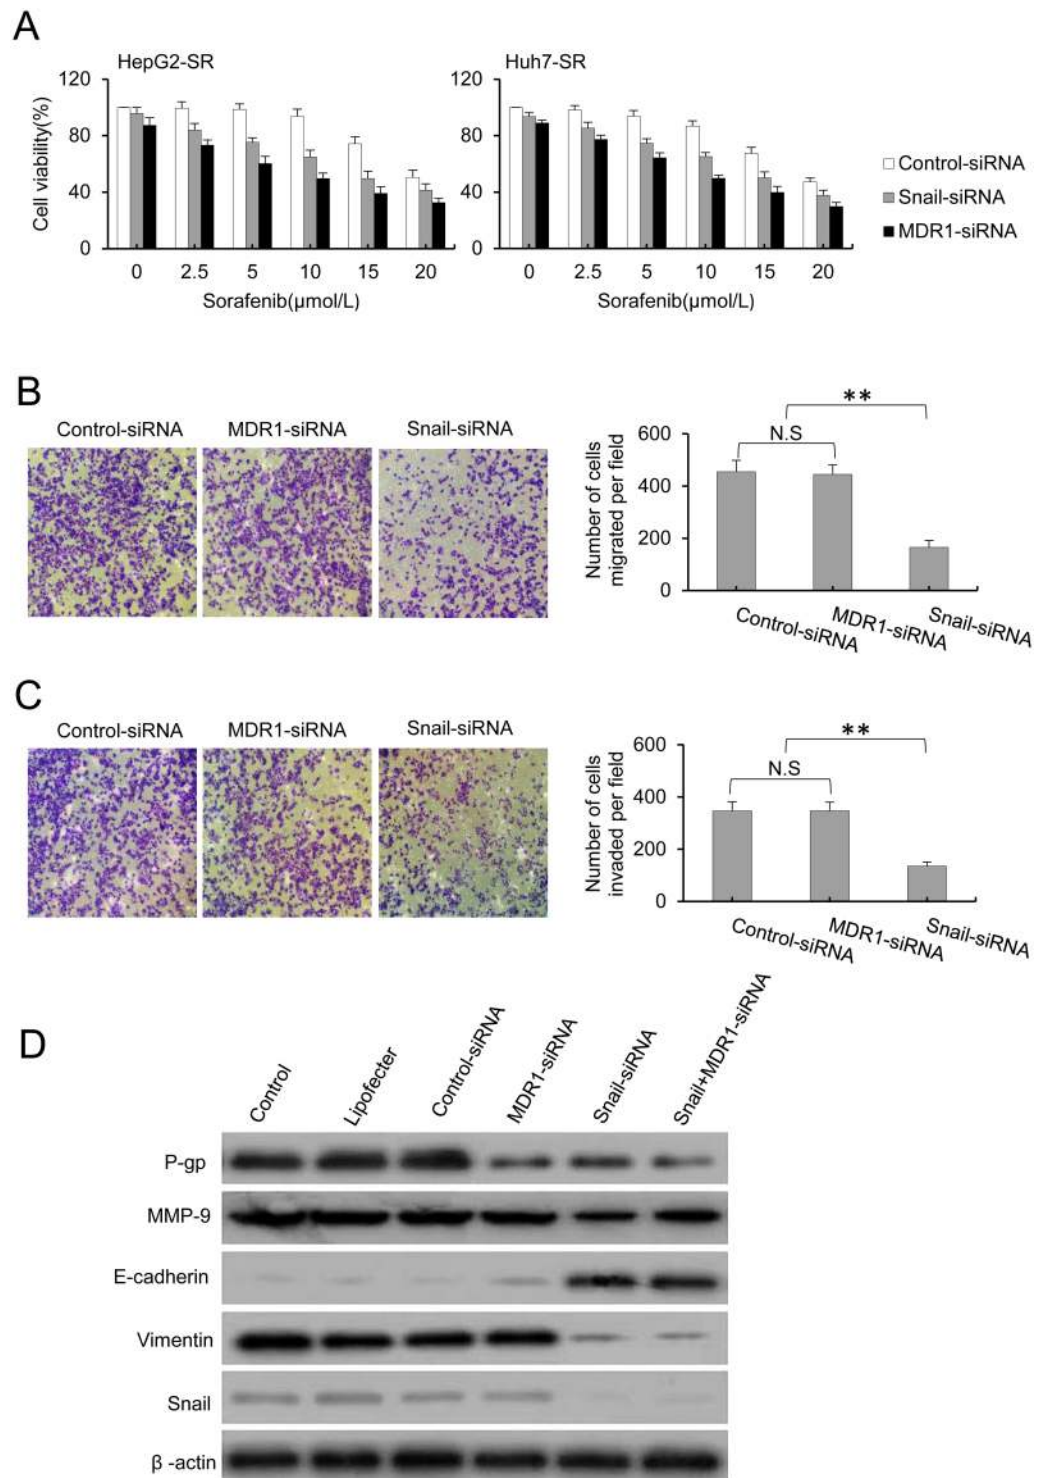 A
HepG2-SR
Huh7-SR
Cell viability(%)
120
80
40
0
0 2.5 5 10 15 20
Sorafenib(µmol/L)
120
80
40
0
0 2.5 5 10 15 20
Sorafenib(µmol/L)
Control-siRNA
Snail-siRNA
MDR1-siRNA
B
Control-siRNA MDR1-siRNA Snail-siRNA
**
N.S
Number of cells
migrated per field
600
400
200
0
Control-siRNA
MDR1-siRNA
Snail-siRNA
C
Control-siRNA MDR1-siRNA Snail-siRNA
**
N.S
Number of cells
invaded per field
600
400
200
0
Control-siRNA
MDR1-siRNA
Snail-siRNA
D
Control
Lipofecter
Control-siRNA
MDR1-siRNA
Snail-siRNA
Snail+MDR1-siRNA
P-gp
MMP-9
E-cadherin
Vimentin
Snail
β -actin